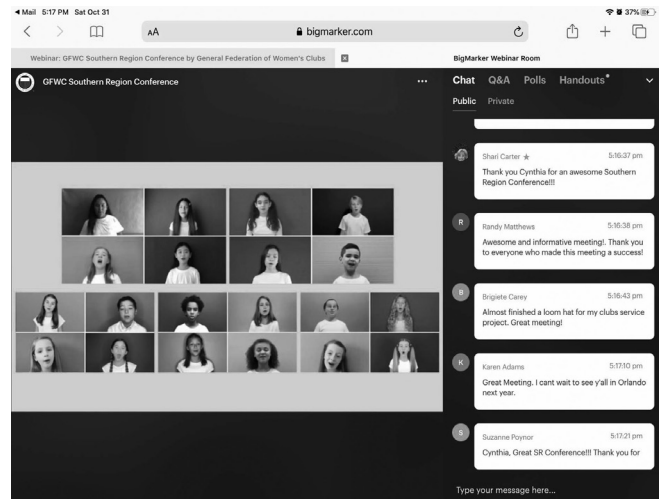 Mail 5:17 PM Sat Oct 31
37%
AA
bigmarker.com
Webinar: GFWC Southern Region Conference by General Federation of Women's Clubs
BigMarker Webinar Room
GFWC Southern Region Conference
Chat Q&A Polls Handouts
Public Private
Shari Carter 5:16:37 pm
Thank you Cynthia for an awesome Southern
Region Conference!!!
R
Randy Matthews 5:16:38 pm
Awesome and informative meeting!. Thank you
to everyone who made this meeting a success!
B
Brigiete Carey 5:16:43 pm
Almost finished a loom hat for my clubs service
project. Great meeting!
K
Karen Adams 5:17:10 pm
Great Meeting. I cant wait to see y'all in Orlando
next year.
S
Suzanne Poynor 5:17:21 pm
Cynthia, Great SR Conference!!! Thank you for
Type your message here...